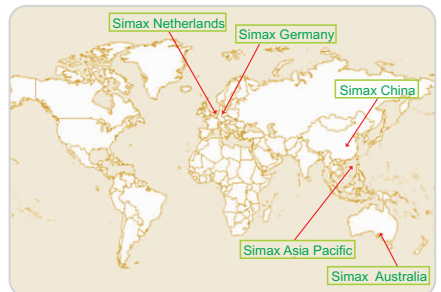 Simax Netherlands
Simax Germany
Simax China
Simax Asia Pacific
Simax  Australia